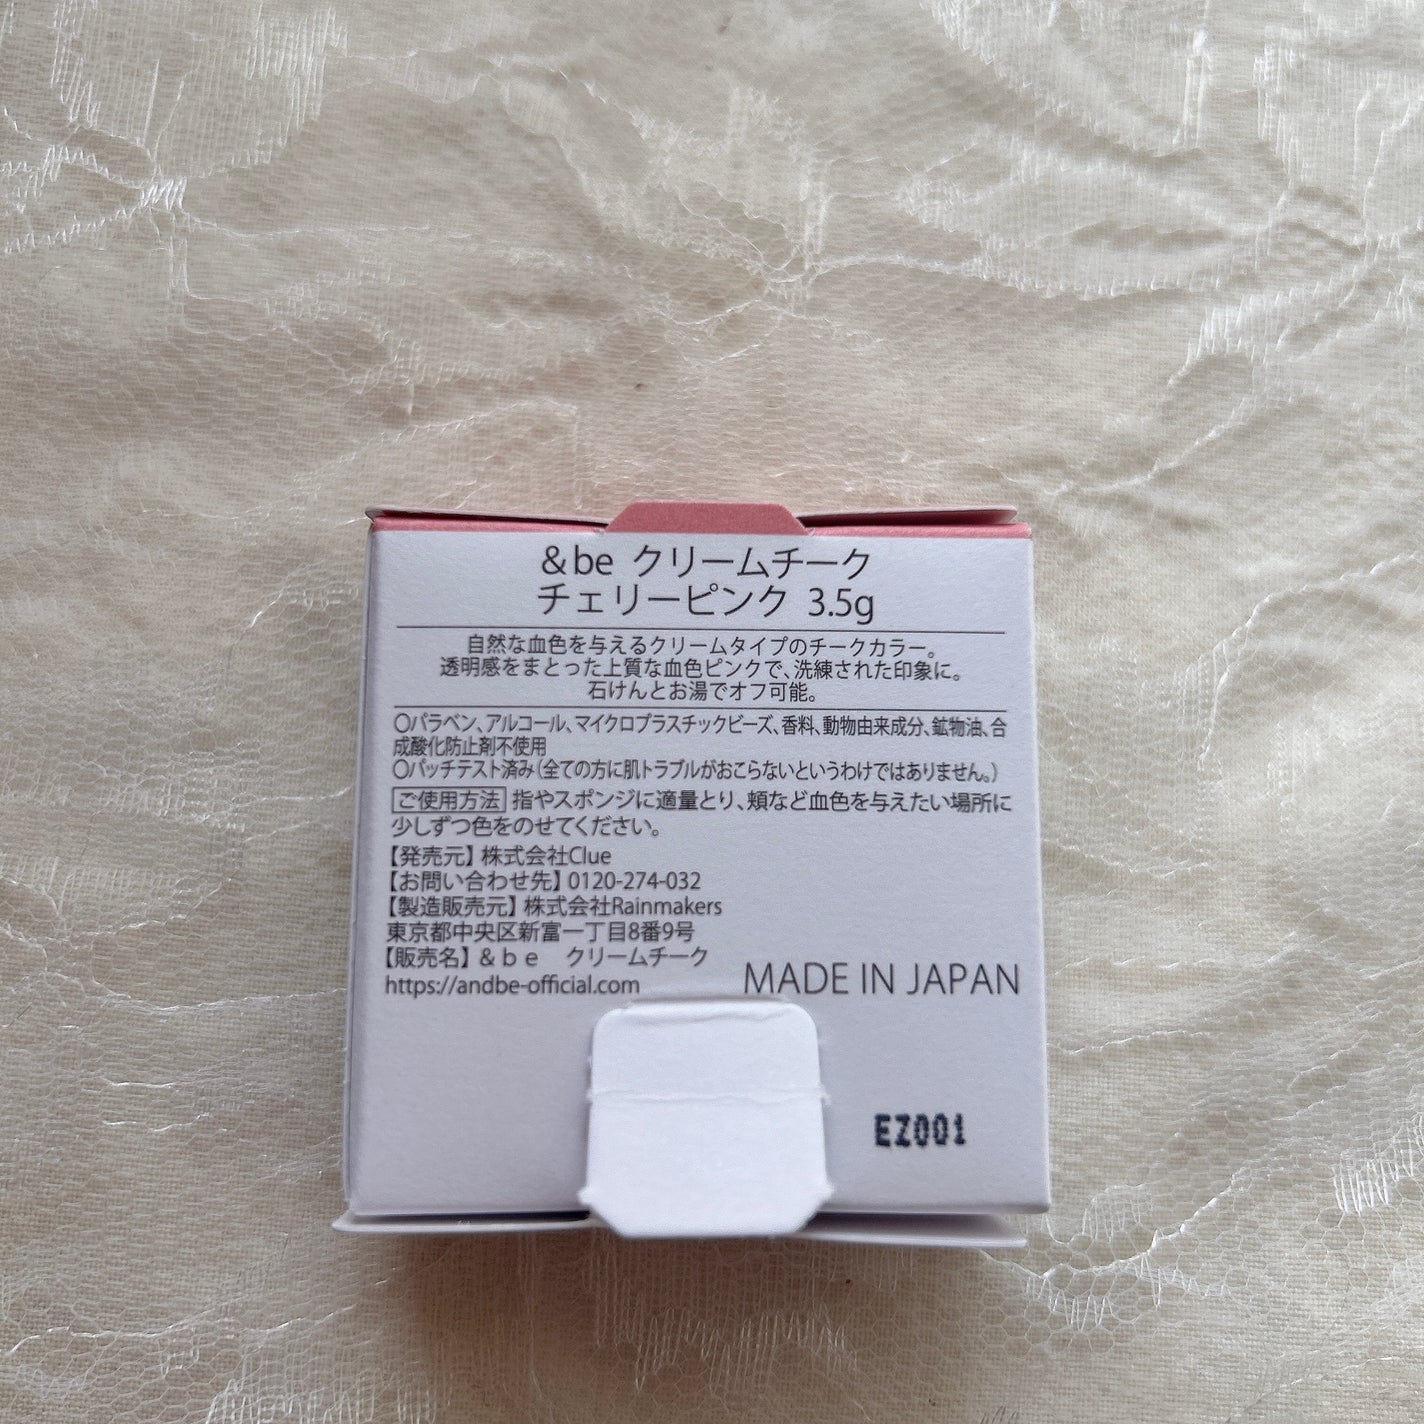 &be クリームチーク
チェリーピンク 3.5g
自然な血色を与えるクリームタイプのチークカラー。
透明感をまとった上質な血色ピンクで、洗練された印象に。
石けんとお湯でオフ可能。
○パラベン、アルコール、マイクロプラスチックビーズ、香料、動物由来成分、鉱物油、合
成酸化防止剤不使用
○パッチテスト済み(全ての方に肌トラブルがおこらないというわけではありません。)
ご使用方法 指やスポンジに適量とり、頬など血色を与えたい場所に
少しずつ色をのせてください。
【発売元】株式会社Clue
【お問い合わせ先】0120-274-032
【製造販売元】株式会社Rainmakers
東京都中央区新富一丁目8番9号
【販売名】&be クリームチーク
https://andbe-official.com
MADE IN JAPAN
EZ001